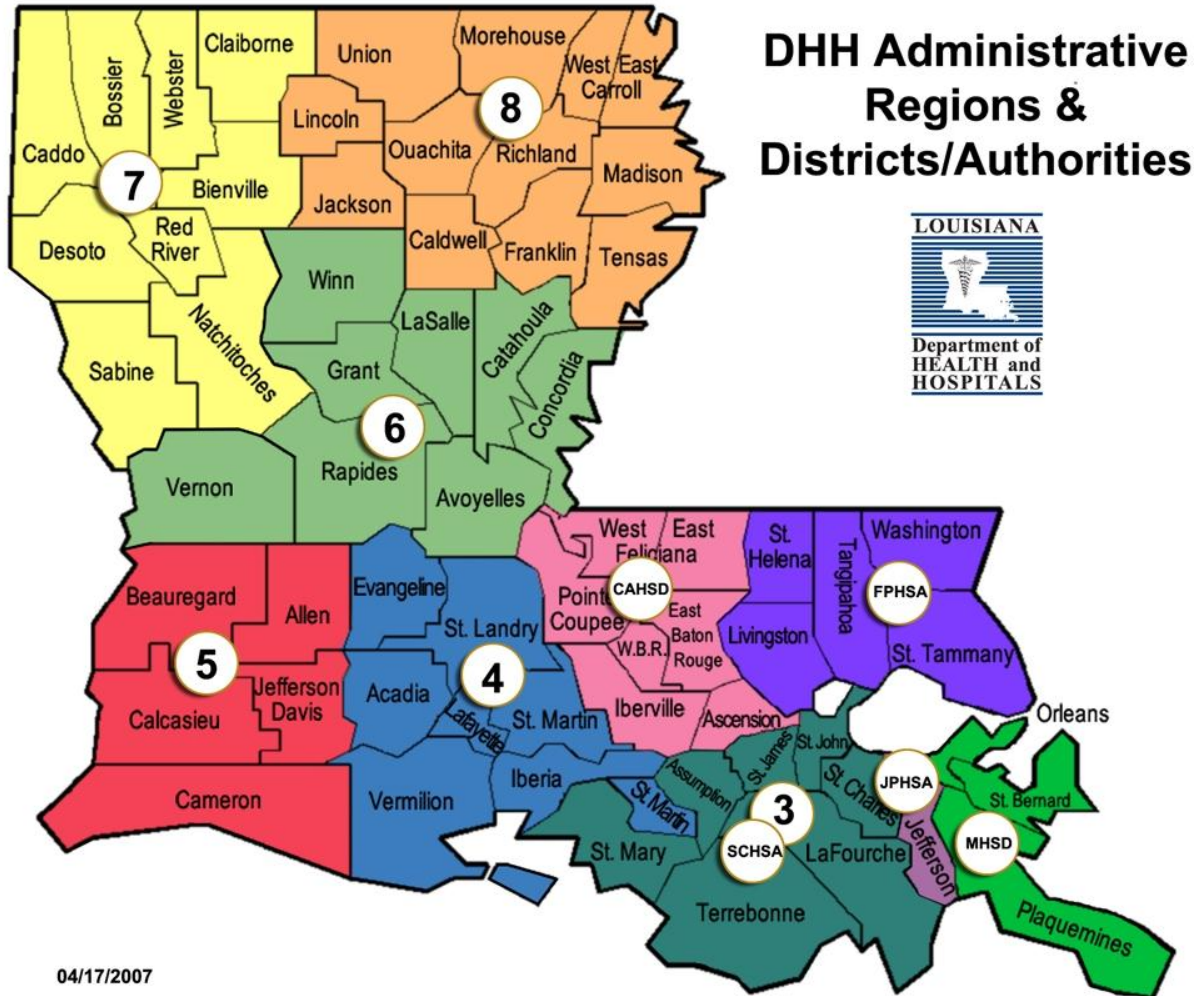 DHH Administrative
Regions &
Districts/Authorities
LOUISIANA
Department of
HEALTH and
HOSPITALS
Claiborne
Union
Morehouse
West East
Carroll
Bossier
Webster
Lincoln
8
Caddo
Ouachita
Richland
Madison
7
Bienville
Jackson
Red
River
Desoto
Caldwell
Franklin
Tensas
Winn
LaSalle
Catahoula
Natchitoches
Sabine
Grant
Concordia
6
Rapides
Vernon
Avoyelles
West East
Feliciana
St.
Helena
Tangipahoa
Washington
Evangeline
CAHSD
FPHSA
Beauregard
Allen
Pointe
Coupee
East
Baton
Rouge
St. Landry
Livingston
W.B.R.
St. Tammany
5
4
Jefferson
Davis
Acadia
Lafayette
St. Martin
Iberville
Ascension
Calcasieu
Orleans
St. James
St. John
Iberia
Assumption
JPHSA
Cameron
Vermilion
St. Martin
3
St. Charles
St. Bernard
St. Mary
SCHSA
LaFourche
Jefferson
MHSD
Terrebonne
Plaquemines
04/17/2007